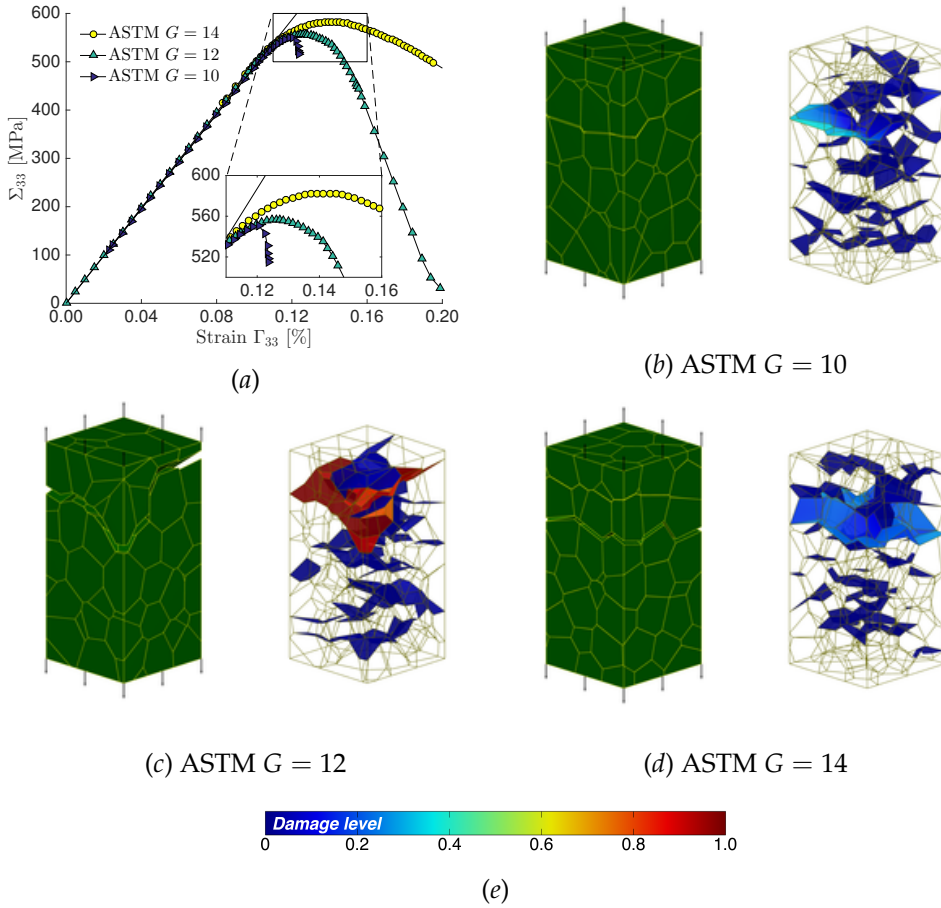 600
500
400
300
200
100
0
Σ33 [MPa]
ASTM G = 14
ASTM G = 12
ASTM G = 10
600
560
520
0.12 0.14 0.16
0.00 0.04 0.08 0.12 0.16 0.20
Strain Γ33 [%]
(a)
(b) ASTM G = 10
(c) ASTM G = 12
(d) ASTM G = 14
Damage level
0 0.2 0.4 0.6 0.8 1.0
(e)